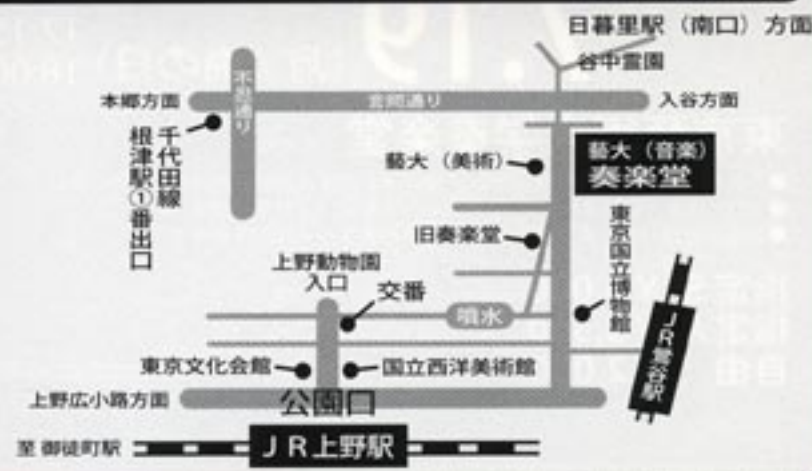 日暮里駅（南口）方面
谷中霊園
本郷方面
不忍通り
言問通り
入谷方面
千代田線
根津駅①番出口
藝大（美術）
藝大（音楽）
奏楽堂
旧奏楽堂
東京国立博物館
上野動物園
入口
交番
噴水
JR鶯谷駅
東京文化会館
国立西洋美術館
上野広小路方面
公園口
至 御徒町駅
JR上野駅